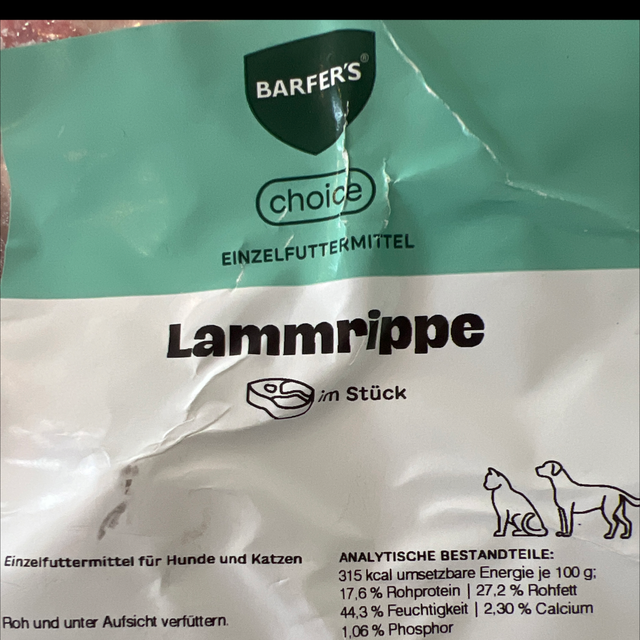 BARFER'S®
choice
EINZELFUTTERMITTEL
Lammrippe
im Stück
Einzelfuttermittel für Hunde und Katzen
Roh und unter Aufsicht verfüttern.
ANALYTISCHE BESTANDTEILE:
315 kcal umsetzbare Energie je 100 g;
17,6 % Rohprotein | 27,2 % Rohfett
44,3 % Feuchtigkeit | 2,30 % Calcium
1,06 % Phosphor